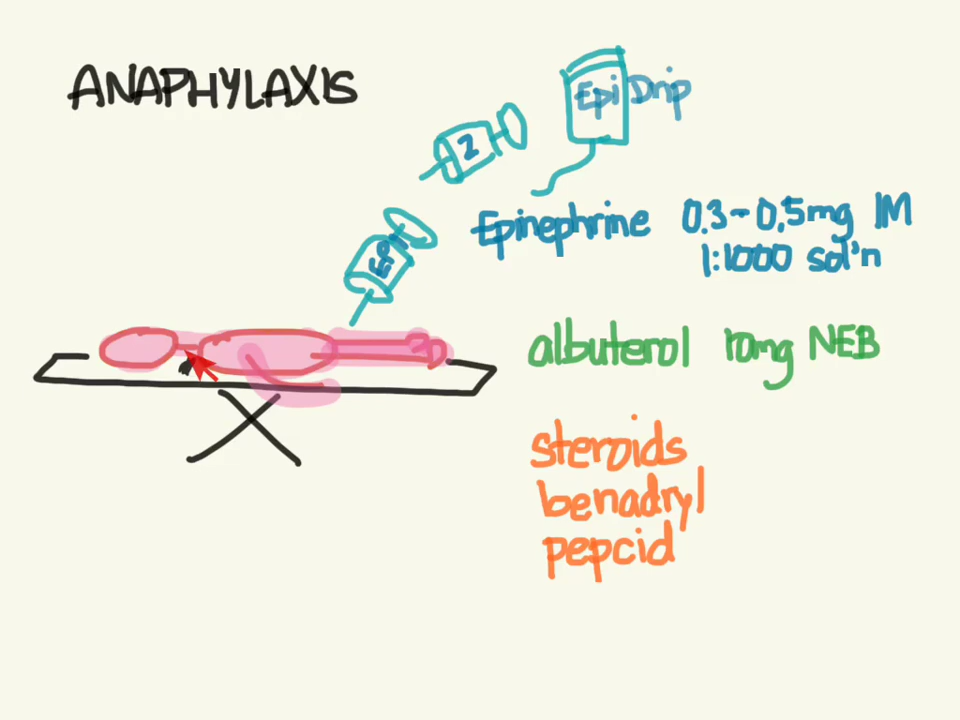 ANAPHYLAXIS
Epi Drip
2
EPI
Epinephrine 0.3-0.5mg IM
1:1000 sol'n
albuterol 10mg NEB
steroids
benadryl
pepcid